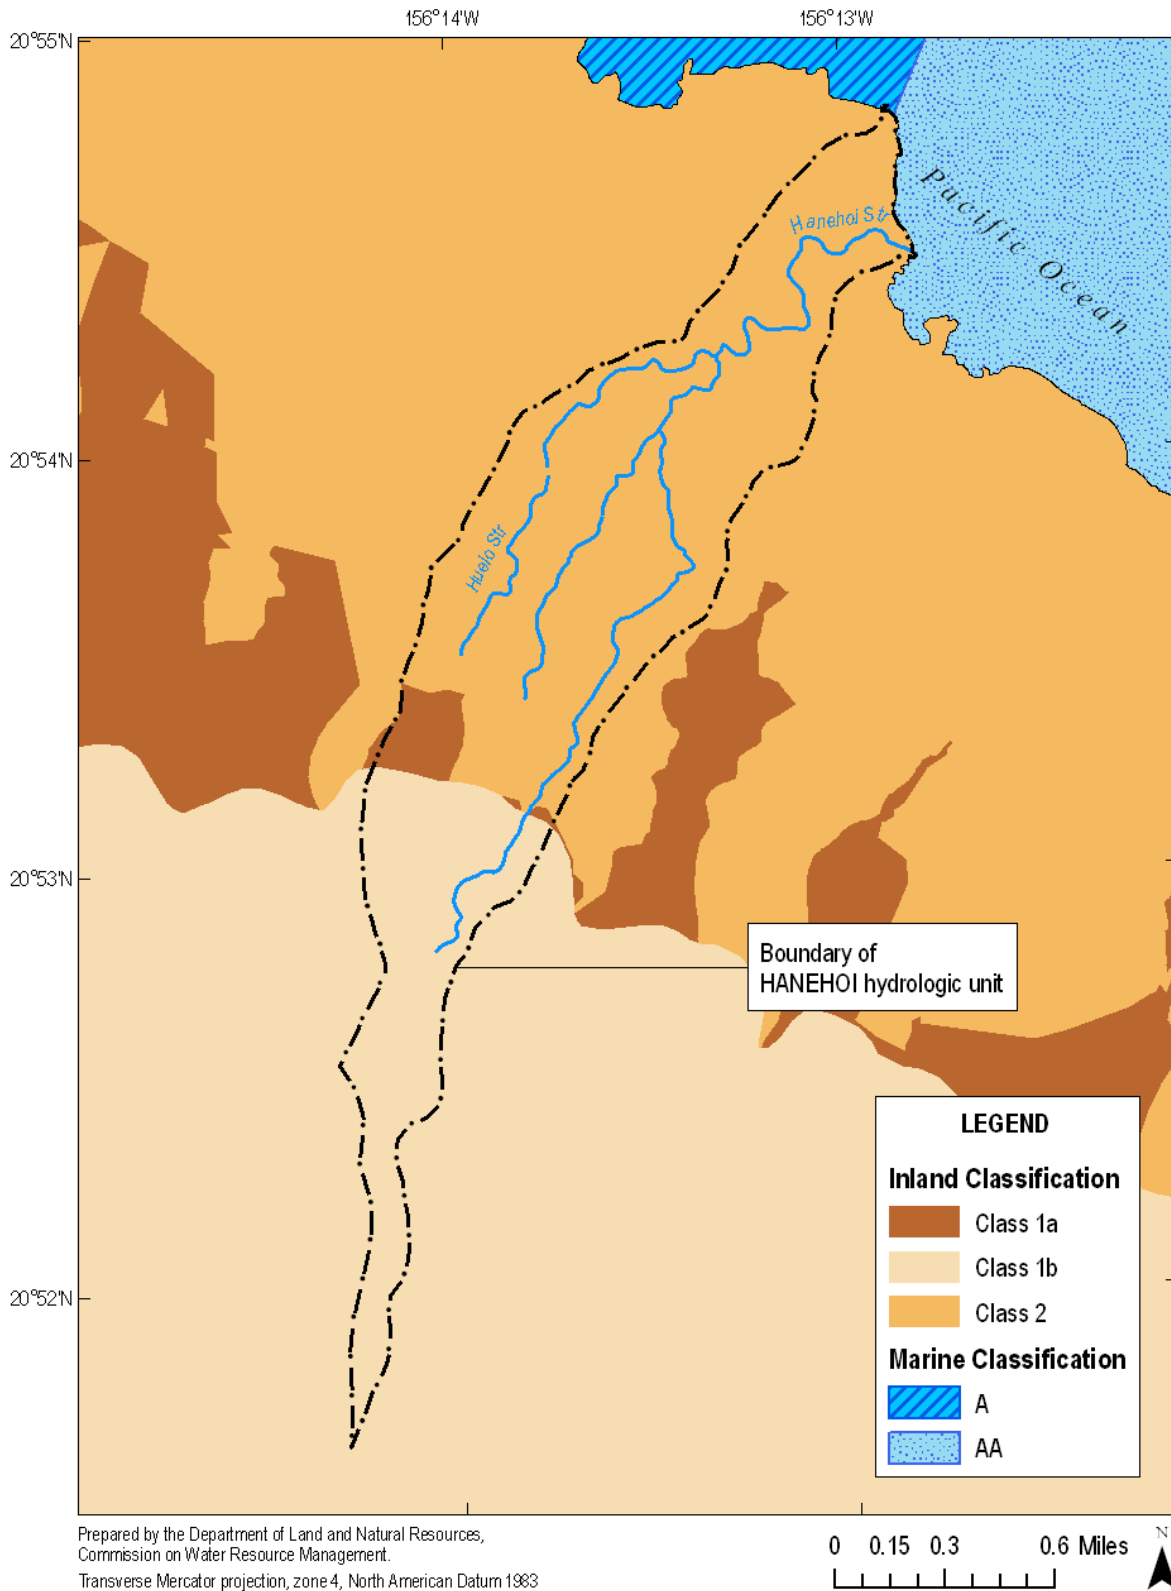 156°14'W
156°13'W
20°55'N
Hanehoi Str
Pacific Ocean
20°54'N
Huelo Str
20°53'N
Boundary of
HANEHOI hydrologic unit
LEGEND
Inland Classification
Class 1a
Class 1b
20°52'N
Class 2
Marine Classification
A
AA
Prepared by the Department of Land and Natural Resources,
Commission on Water Resource Management.
Transverse Mercator projection, zone 4, North American Datum 1983
0 0.15 0.3 0.6 Miles
N